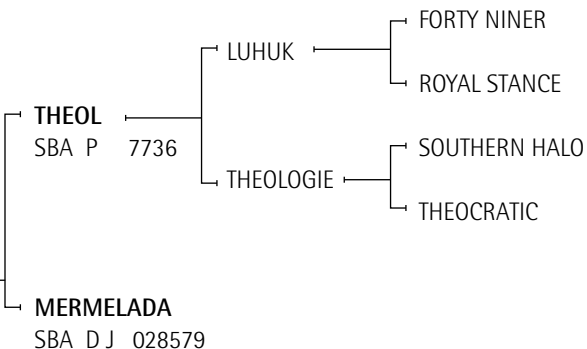 FORTY NINER
LUHUK
ROYAL STANCE
THEOL
SBA P 7736
SOUTHERN HALO
THEOLOGIE
THEOCRATIC
MERMELADA
SBA D J 028579